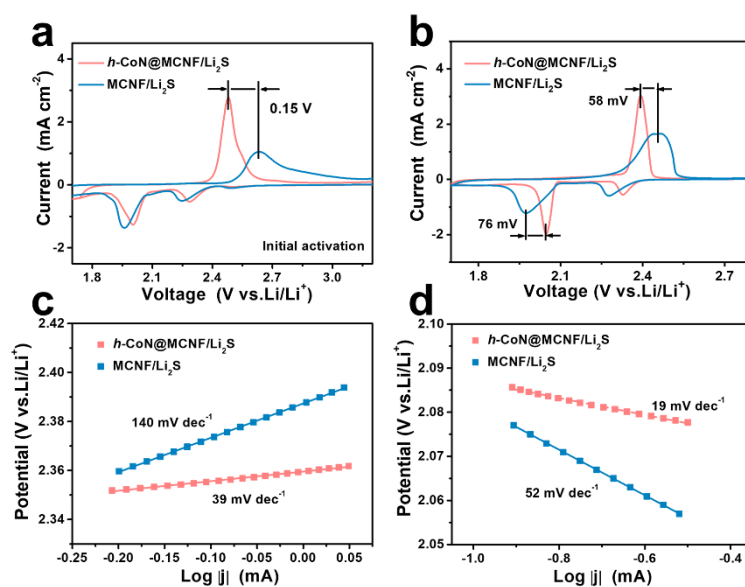 a
h-CoN@MCNF/Li₂S
MCNF/Li₂S
0.15 V
Initial activation
Current (mA cm⁻²)
4
2
0
-2
1.8 2.1 2.4 2.7 3.0
Voltage (V vs.Li/Li⁺)
b
h-CoN@MCNF/Li₂S
MCNF/Li₂S
58 mV
76 mV
Current (mA cm⁻²)
4
2
0
-2
1.8 2.1 2.4 2.7
Voltage (V vs.Li/Li⁺)
c
h-CoN@MCNF/Li₂S
MCNF/Li₂S
140 mV dec⁻¹
39 mV dec⁻¹
Potential (V vs.Li/Li⁺)
2.42
2.40
2.38
2.36
2.34
-0.25 -0.20 -0.15 -0.10 -0.05 0.00 0.05
Log |j| (mA)
d
h-CoN@MCNF/Li₂S
MCNF/Li₂S
19 mV dec⁻¹
52 mV dec⁻¹
Potential (V vs.Li/Li⁺)
2.10
2.09
2.08
2.07
2.06
2.05
-1.0 -0.8 -0.6 -0.4
Log |j| (mA)